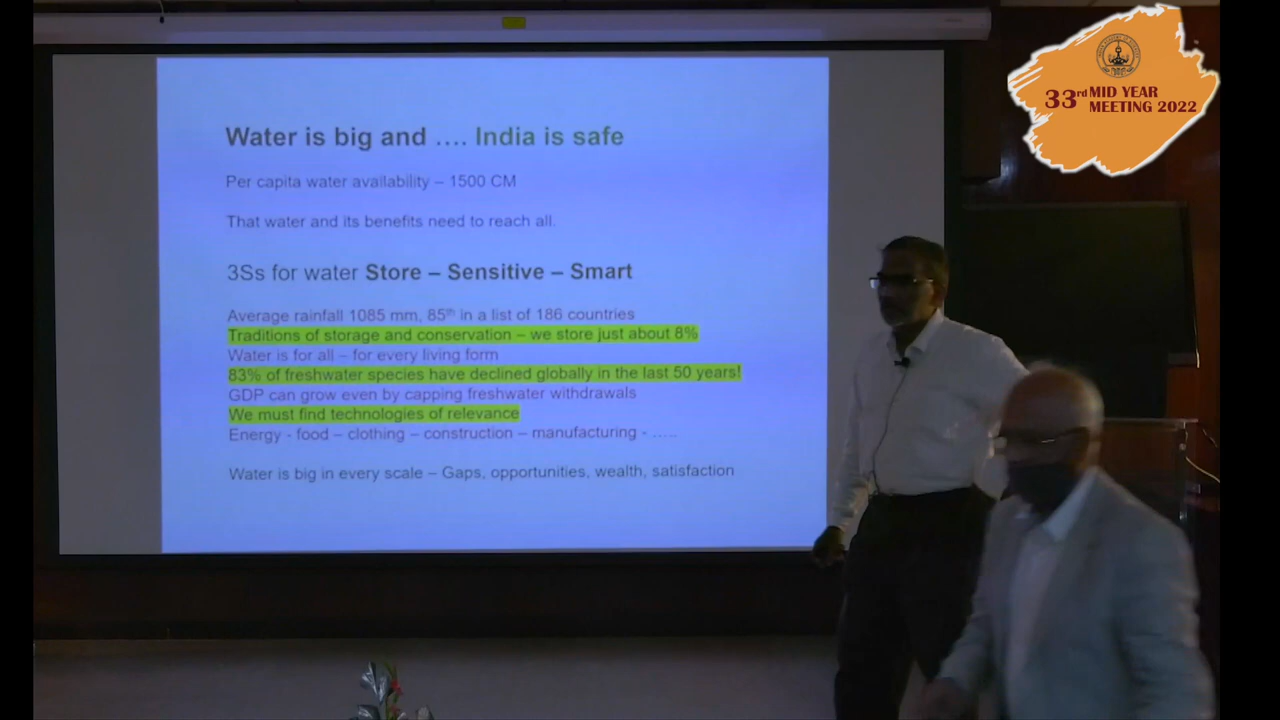 Water is big and .... India is safe
Per capita water availability – 1500 CM
That water and its benefits need to reach all.
3Ss for water Store – Sensitive – Smart
Average rainfall 1085 mm, 85th in a list of 186 countries
Traditions of storage and conservation – we store just about 8%
Water is for all – for every living form
83% of freshwater species have declined globally in the last 50 years!
GDP can grow even by capping freshwater withdrawals
We must find technologies of relevance
Energy - food – clothing – construction – manufacturing - .....
Water is big in every scale – Gaps, opportunities, wealth, satisfaction
33rd MID YEAR
MEETING 2022